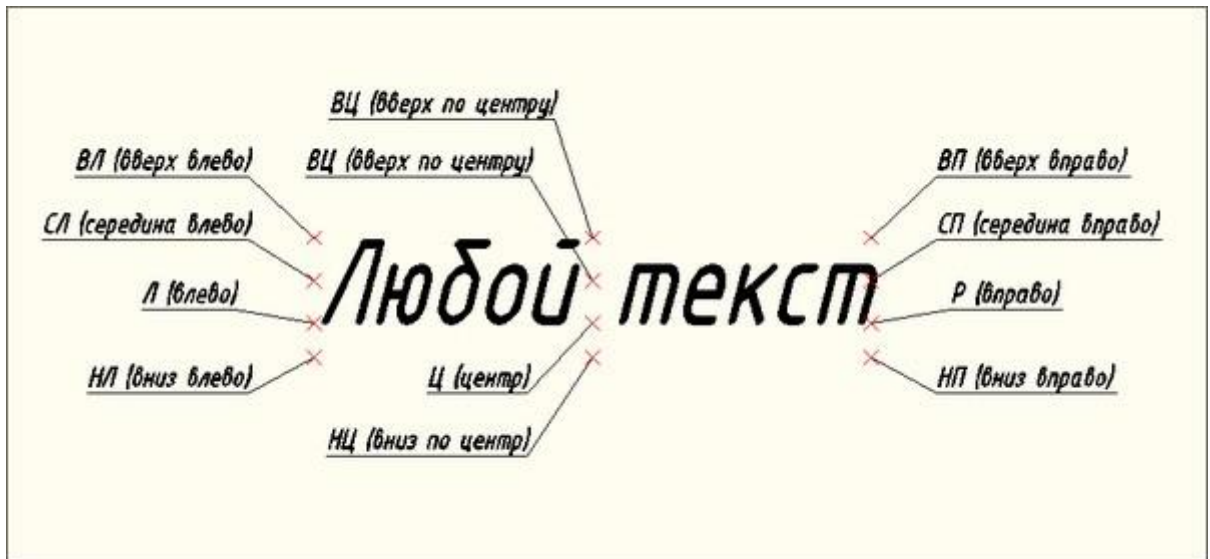 ВЦ (вверх по центру)
ВЛ (вверх влево)
ВЦ (вверх по центру)
ВП (вверх вправо)
СЛ (середина влево)
СП (середина вправо)
Любой текст
Л (влево)
Р (вправо)
НЛ (вниз влево)
Ц (центр)
НП (вниз вправо)
НЦ (вниз по центр)